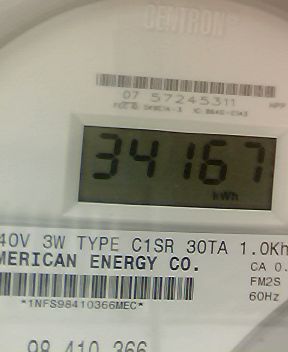 CENTRON®
07 57245311
34167
kWh
40V 3W TYPE C1SR 30TA 1.0Kh
MERICAN ENERGY CO.
CA 0.
FM2S
60Hz
*1NFS98410366MEC*
98 410 366